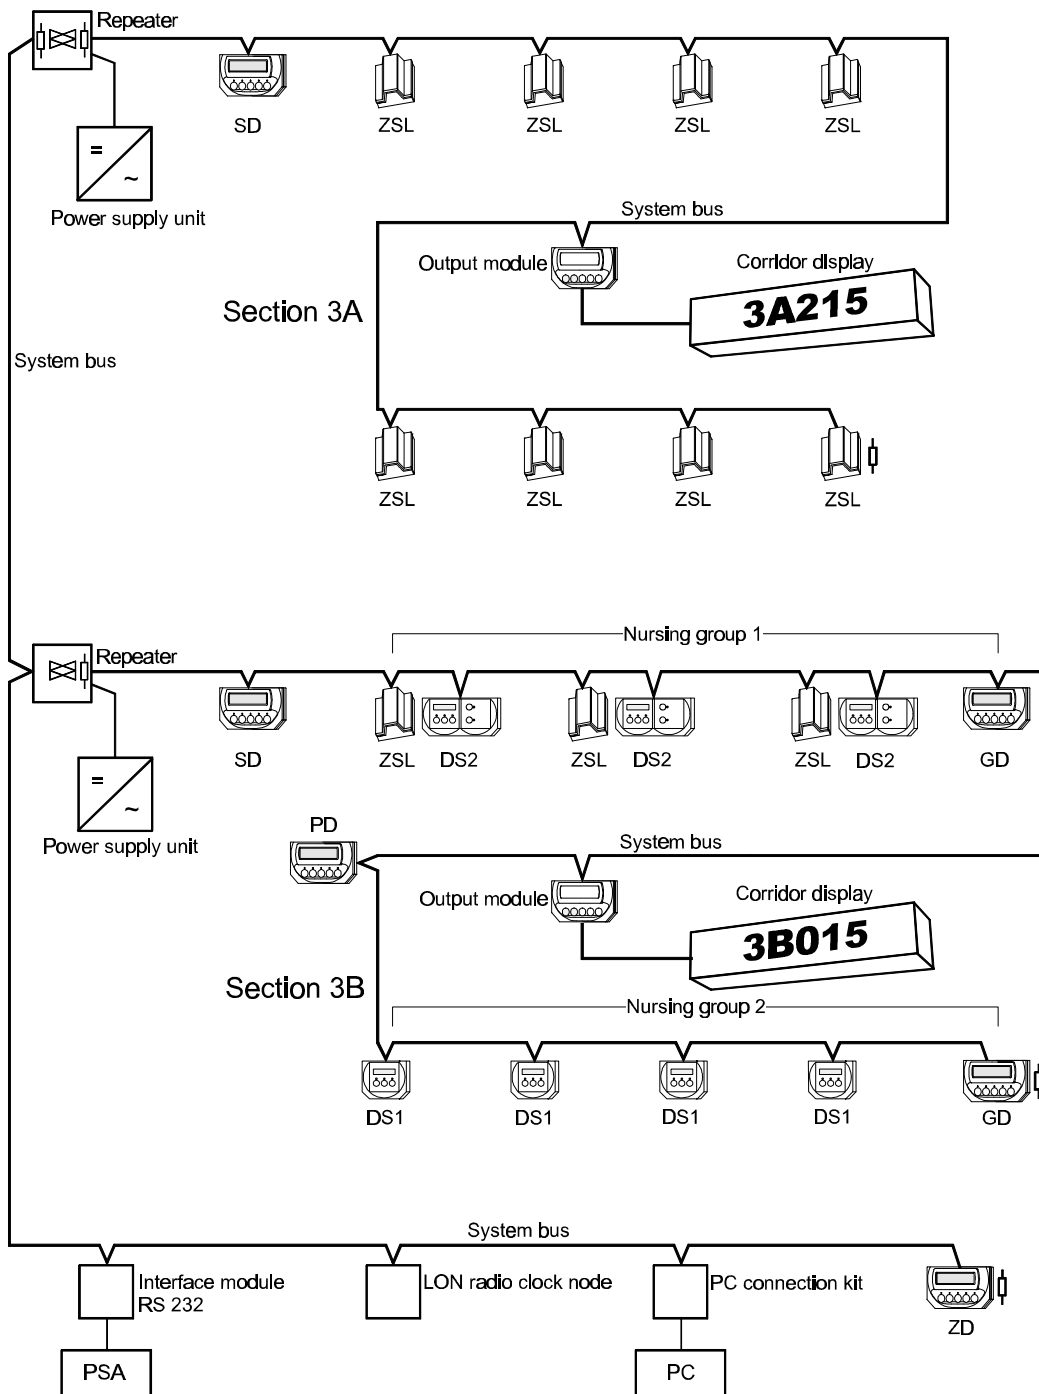 Repeater
SD
ZSL
ZSL
ZSL
ZSL
=
~
Power supply unit
System bus
Output module
Corridor display
3A215
Section 3A
System bus
ZSL
ZSL
ZSL
ZSL
Nursing group 1
Repeater
SD
ZSL
DS2
ZSL
DS2
ZSL
DS2
GD
=
~
Power supply unit
PD
System bus
Output module
Corridor display
3B015
Section 3B
Nursing group 2
DS1
DS1
DS1
DS1
GD
System bus
Interface module
RS 232
LON radio clock node
PC connection kit
ZD
PSA
PC